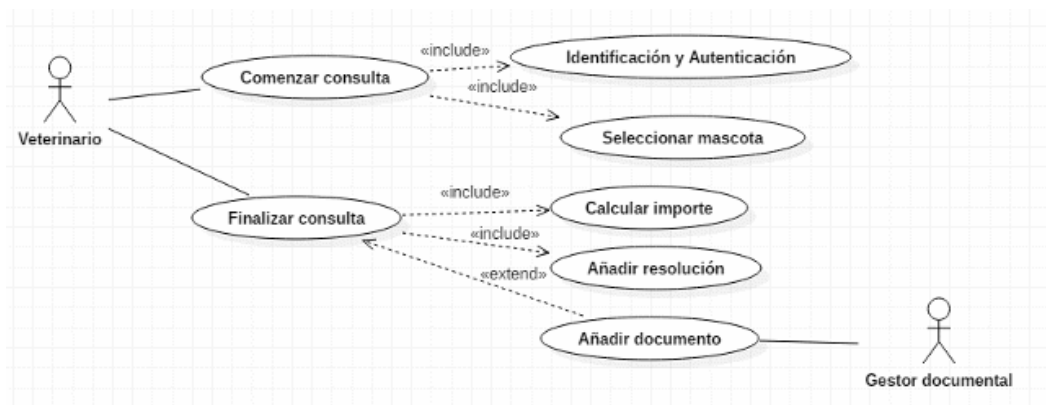 «include»
Identificación y Autenticación
Comenzar consulta
«include»
Veterinario
Seleccionar mascota
«include»
Calcular importe
Finalizar consulta
«include»
Añadir resolución
«extend»
Añadir documento
Gestor documental